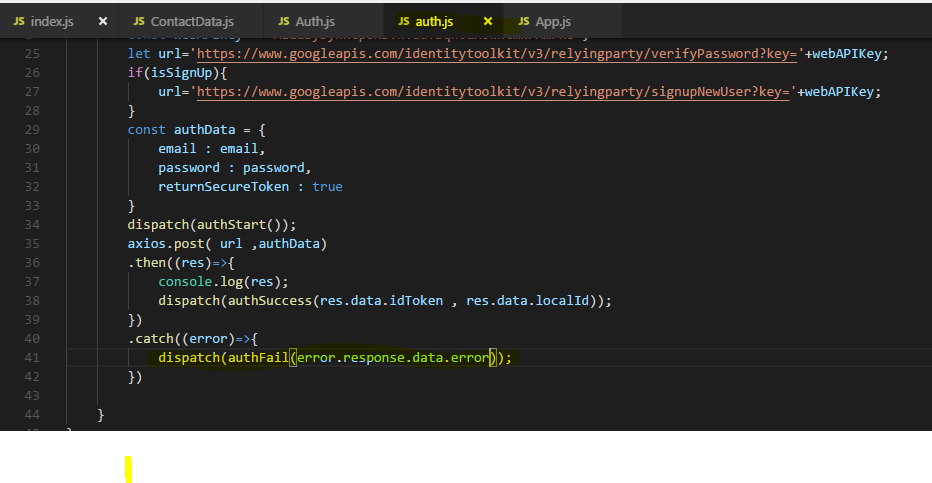 JS index.js × JS ContactData.js JS Auth.js JS auth.js × JS App.js
25 let url='https://www.googleapis.com/identitytoolkit/v3/relyingparty/verifyPassword?key='+webAPIKey;
26 if(isSignUp){
27 url='https://www.googleapis.com/identitytoolkit/v3/relyingparty/signupNewUser?key='+webAPIKey;
28 }
29 const authData = {
30 email : email,
31 password : password,
32 returnSecureToken : true
33 }
34 dispatch(authStart());
35 axios.post( url ,authData)
36 .then((res)=>{
37 console.log(res);
38 dispatch(authSuccess(res.data.idToken , res.data.localId));
39 })
40 .catch((error)=>{
41 dispatch(authFail(error.response.data.error));
42 })
43
44 }